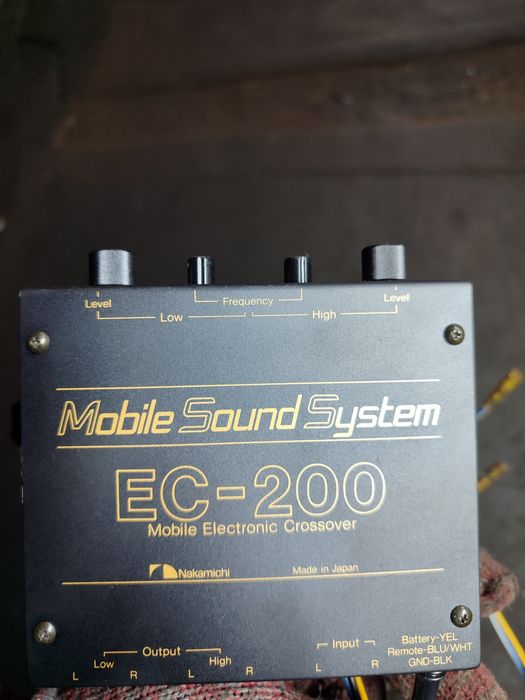 Level Frequency Level
Low High
Mobile Sound System
EC-200
Mobile Electronic Crossover
Nakamichi Made in Japan
Output Input Battery-YEL
Low High Remote-BLU/WHT
L R L R L R GND-BLK